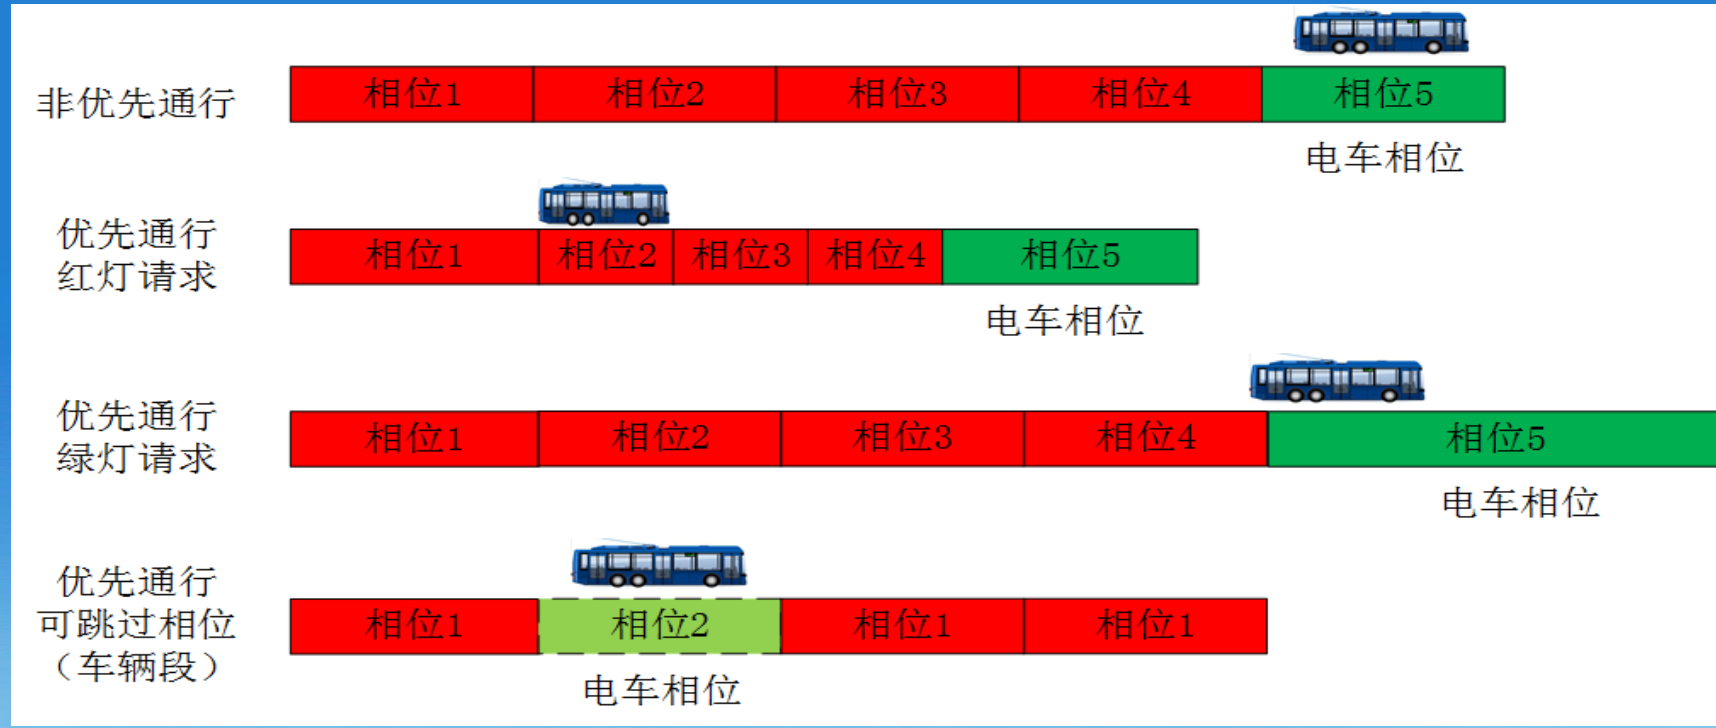 非优先通行
相位1 相位2 相位3 相位4 相位5
电车相位
优先通行
红灯请求
相位1 相位2 相位3 相位4 相位5
电车相位
优先通行
绿灯请求
相位1 相位2 相位3 相位4 相位5
电车相位
优先通行
可跳过相位
（车辆段）
相位1 相位2 相位1 相位1
电车相位